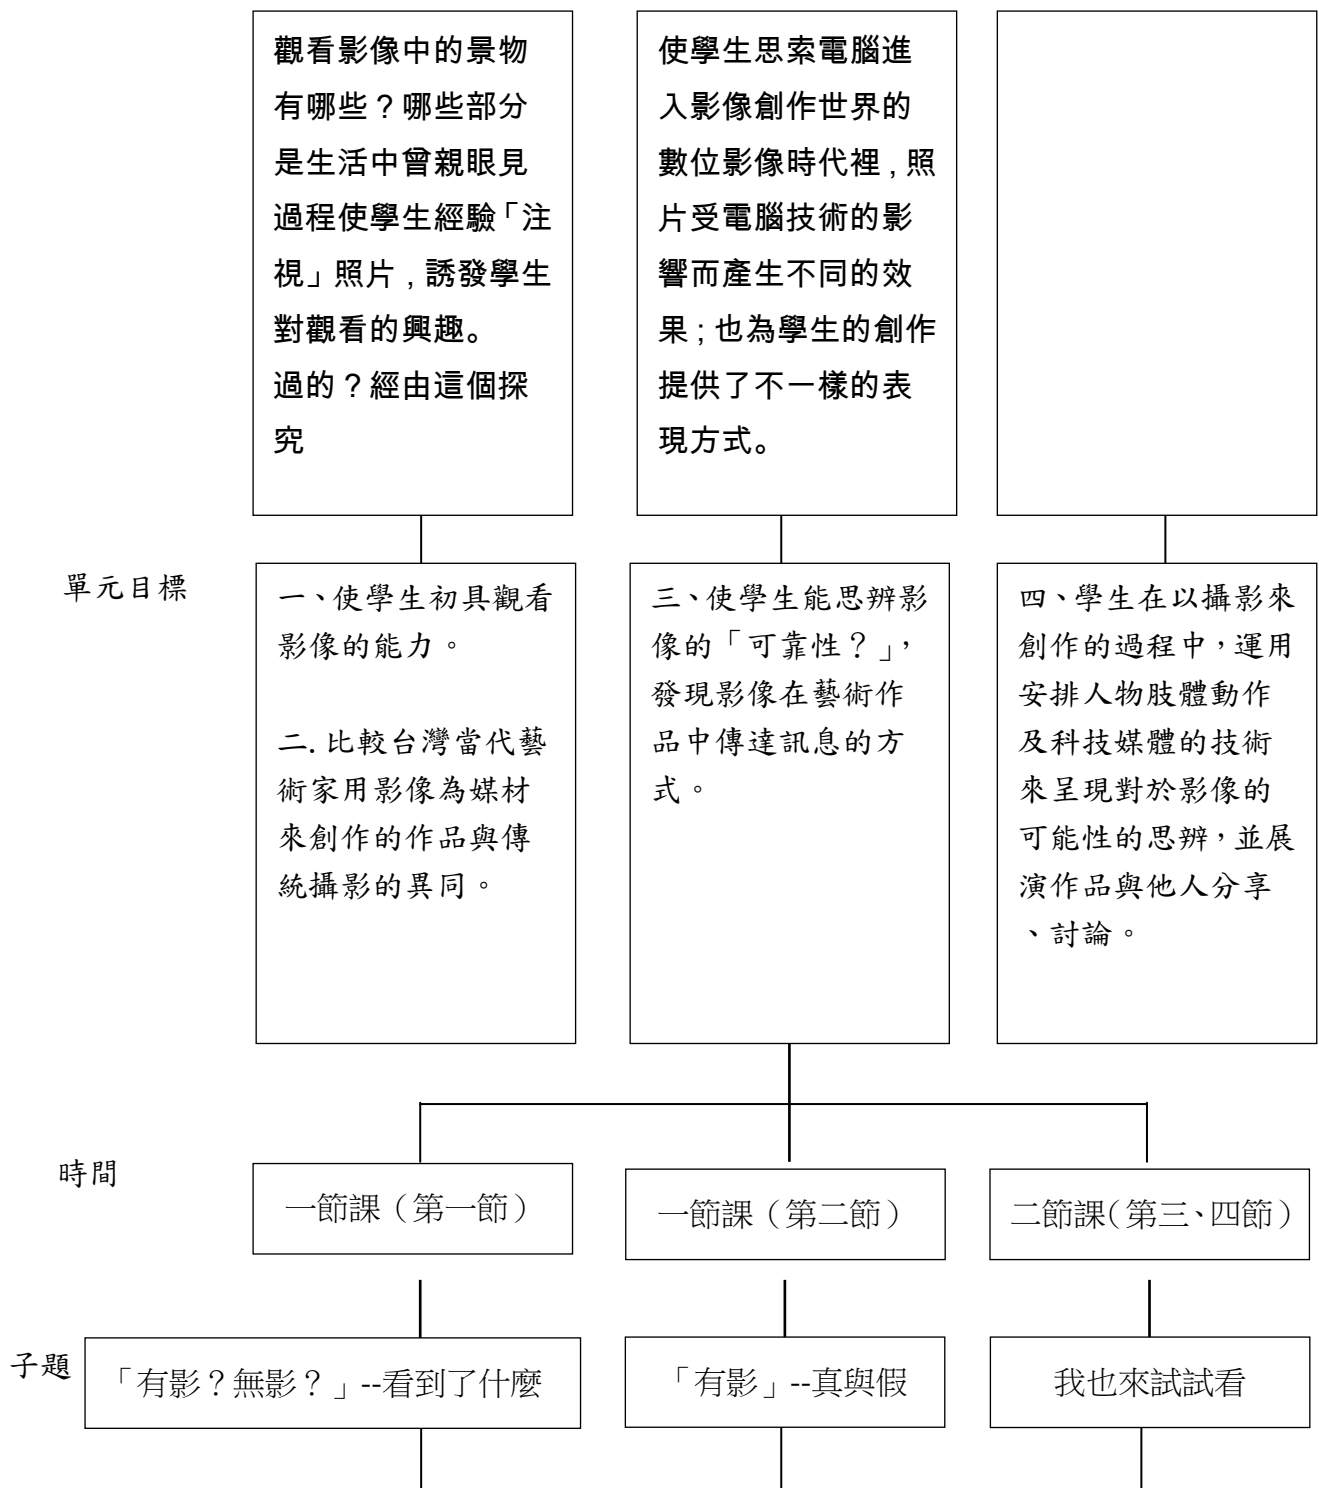 觀看影像中的景物
有哪些？哪些部分
是生活中曾親眼見
過程使學生經驗「注
視」照片，誘發學生
對觀看的興趣。
過的？經由這個探
究
使學生思索電腦進
入影像創作世界的
數位影像時代裡，照
片受電腦技術的影
響而產生不同的效
果；也為學生的創作
提供了不一樣的表
現方式。
單元目標
一、使學生初具觀看
影像的能力。
二.比較台灣當代藝
術家用影像為媒材
來創作的作品與傳
統攝影的異同。
三、使學生能思辨影
像的「可靠性？」，
發現影像在藝術作
品中傳達訊息的方
式。
四、學生在以攝影來
創作的過程中，運用
安排人物肢體動作
及科技媒體的技術
來呈現對於影像的
可能性的思辨，並展
演作品與他人分享
、討論。
時間
一節課（第一節）
一節課（第二節）
二節課（第三、四節）
子題
「有影？無影？」--看到了什麼
「有影」--真與假
我也來試試看